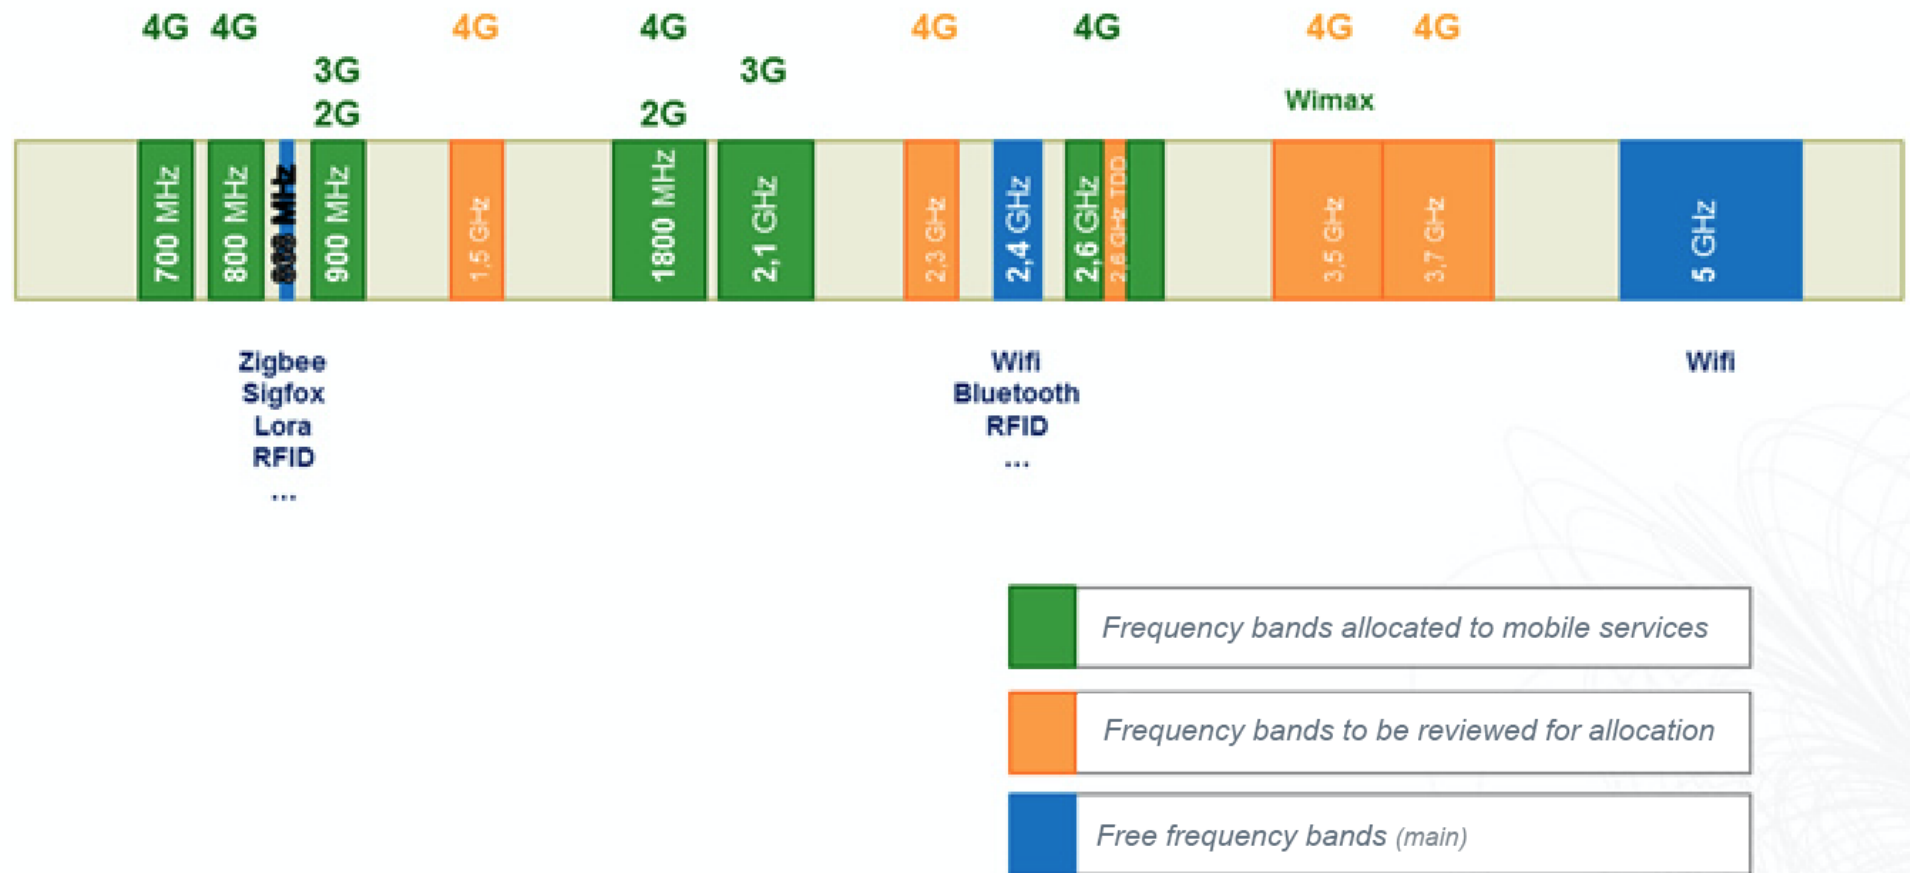 4G 4G 4G 4G 4G 4G 4G 4G
3G 3G
2G 2G
Wimax
700 MHz
800 MHz
MHz
900 MHz
1,5 GHz
1800 MHz
2,1 GHz
2,3 GHz
2,4 GHz
2,6 GHz
2,6 GHz TDD
3,5 GHz
3,7 GHz
5 GHz
Zigbee
Sigfox
Lora
RFID
...
Wifi
Bluetooth
RFID
...
Wifi
Frequency bands allocated to mobile services
Frequency bands to be reviewed for allocation
Free frequency bands (main)